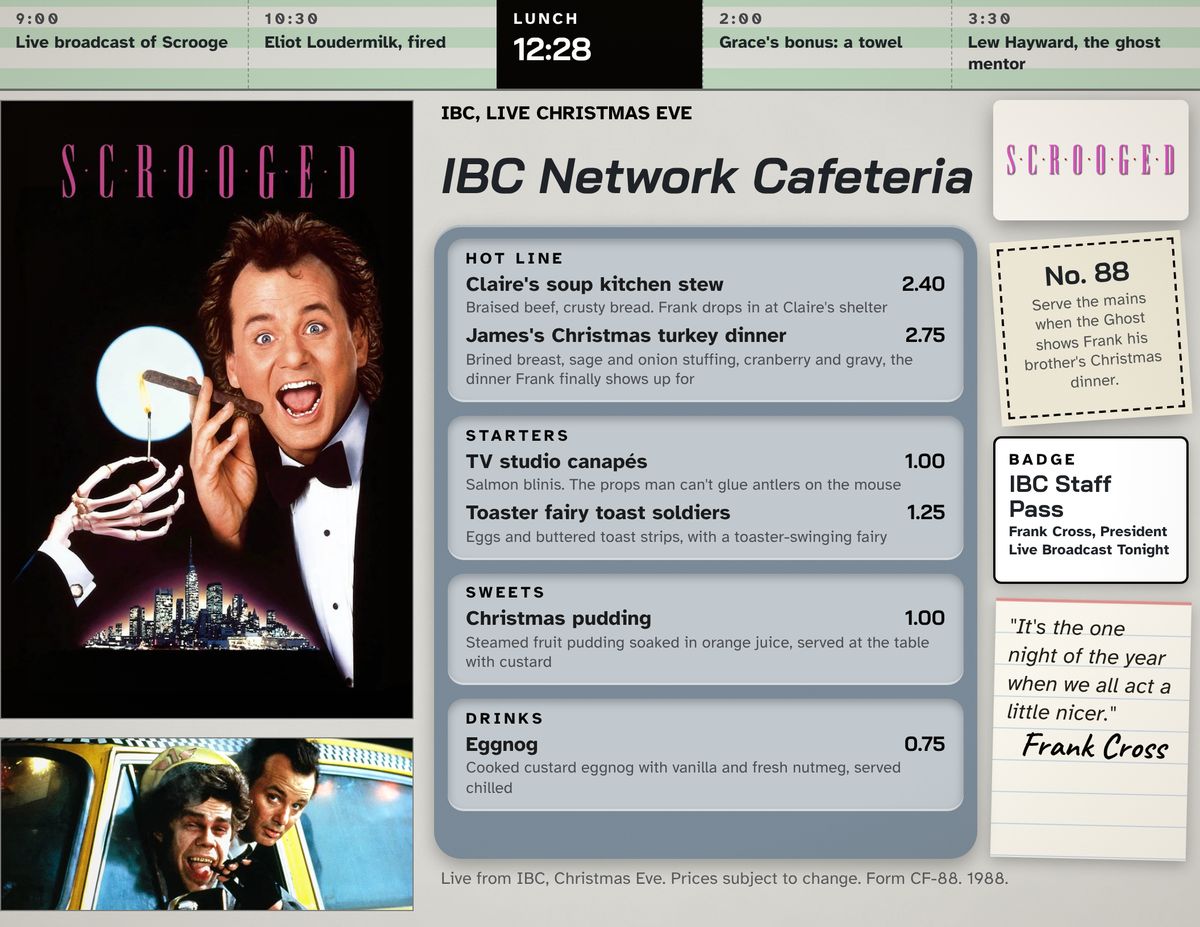 9:00
Live broadcast of Scrooge
10:30
Eliot Loudermilk, fired
LUNCH
12:28
2:00
Grace's bonus: a towel
3:30
Lew Hayward, the ghost
mentor
S·C·R·O·O·G·E·D
IBC, LIVE CHRISTMAS EVE
IBC Network Cafeteria
HOT LINE
Claire's soup kitchen stew 2.40
Braised beef, crusty bread. Frank drops in at Claire's shelter
James's Christmas turkey dinner 2.75
Brined breast, sage and onion stuffing, cranberry and gravy, the
dinner Frank finally shows up for
STARTERS
TV studio canapés 1.00
Salmon blinis. The props man can't glue antlers on the mouse
Toaster fairy toast soldiers 1.25
Eggs and buttered toast strips, with a toaster-swinging fairy
SWEETS
Christmas pudding 1.00
Steamed fruit pudding soaked in orange juice, served at the table
with custard
DRINKS
Eggnog 0.75
Cooked custard eggnog with vanilla and fresh nutmeg, served
chilled
Live from IBC, Christmas Eve. Prices subject to change. Form CF-88. 1988.
S·C·R·O·O·G·E·D
No. 88
Serve the mains
when the Ghost
shows Frank his
brother's Christmas
dinner.
BADGE
IBC Staff
Pass
Frank Cross, President
Live Broadcast Tonight
"It's the one
night of the year
when we all act a
little nicer."
Frank Cross